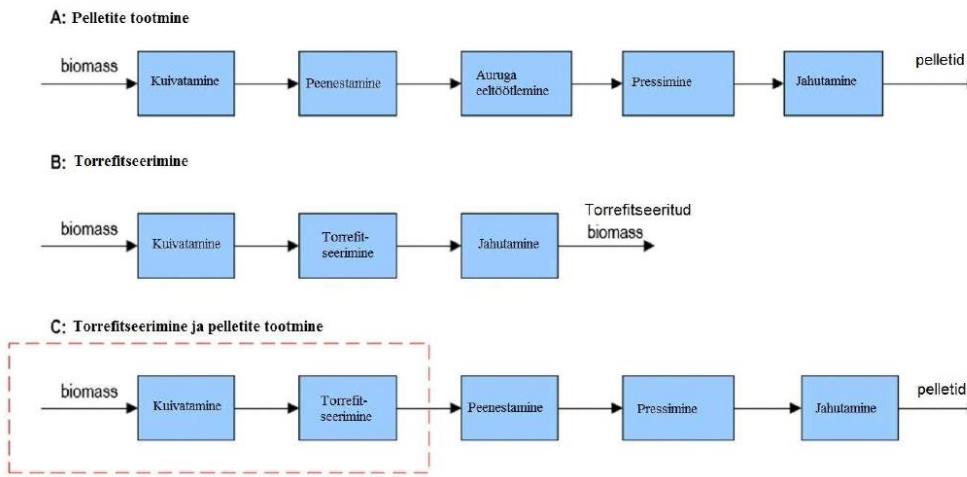 A: Pelletite tootmine
biomass
Kuivatamine
Peenestamine
Auruga
eeltöötlemine
Pressimine
Jahutamine
pelletid
B: Torrefitseerimine
biomass
Kuivatamine
Torrefit-
seerimine
Jahutamine
Torrefitseeritud
biomass
C: Torrefitseerimine ja pelletite tootmine
biomass
Kuivatamine
Torrefit-
seerimine
Peenestamine
Pressimine
Jahutamine
pelletid